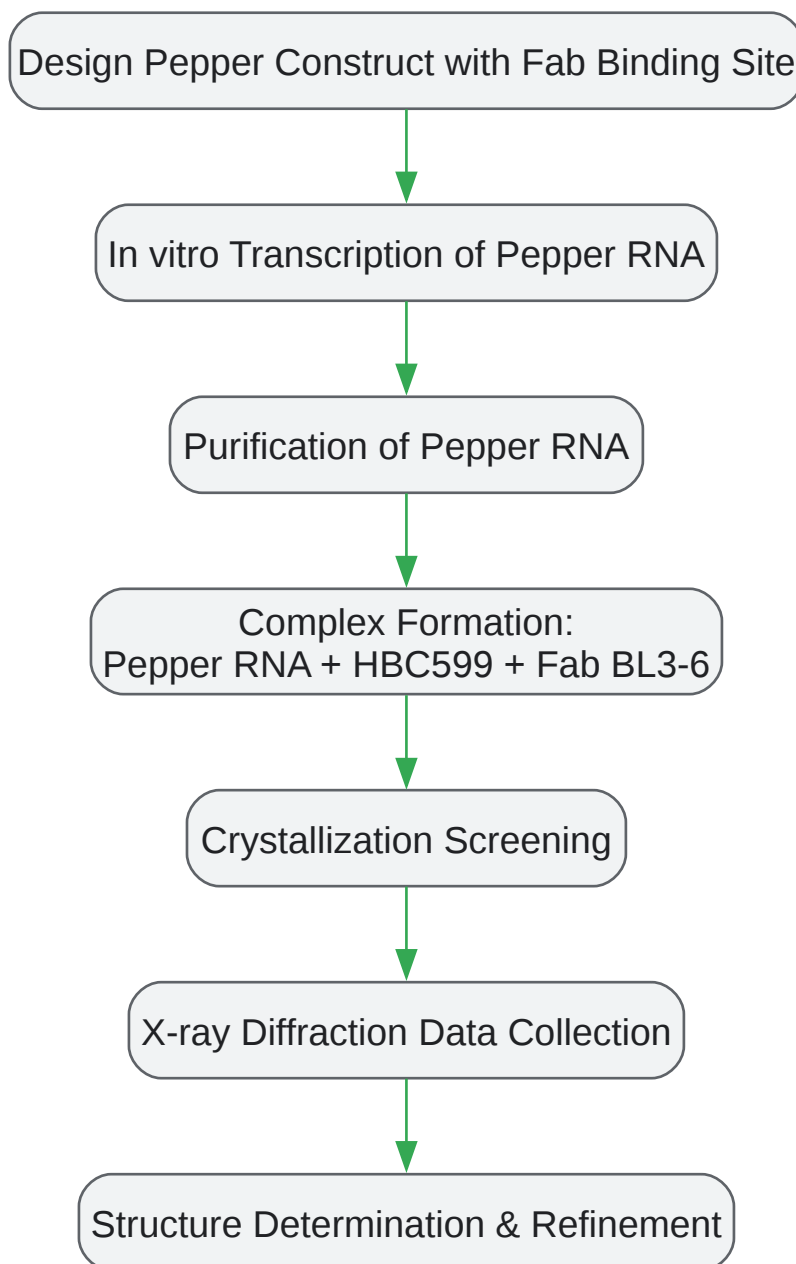 Design Pepper Construct with Fab Binding Site
In vitro Transcription of Pepper RNA
Purification of Pepper RNA
Complex Formation:
Pepper RNA + HBC599 + Fab BL3-6
Crystallization Screening
X-ray Diffraction Data Collection
Structure Determination & Refinement